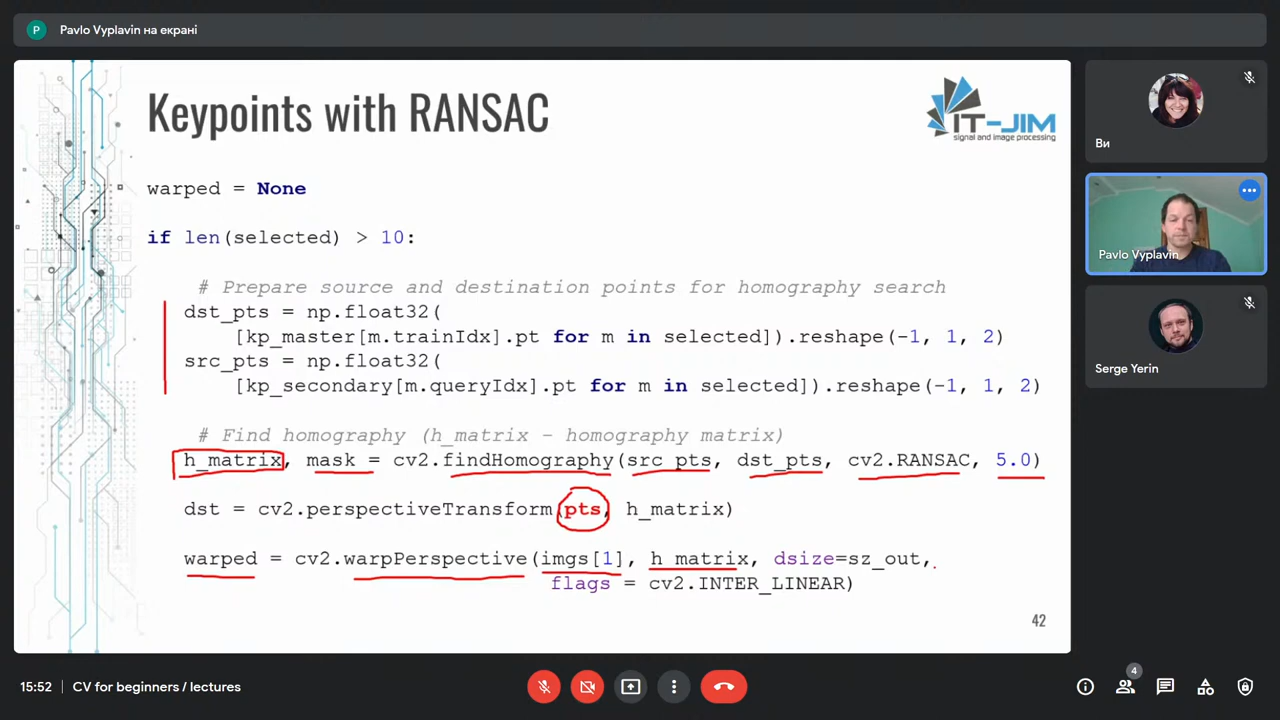 P Pavlo Vyplavin на екрані
Keypoints with RANSAC
IT-JIM
signal and image processing
warped = None
if len(selected) > 10:
# Prepare source and destination points for homography search
dst_pts = np.float32(
[kp_master[m.trainIdx].pt for m in selected]).reshape(-1, 1, 2)
src_pts = np.float32(
[kp_secondary[m.queryIdx].pt for m in selected]).reshape(-1, 1, 2)
# Find homography (h_matrix – homography matrix)
h_matrix, mask = cv2.findHomography(src_pts, dst_pts, cv2.RANSAC, 5.0)
dst = cv2.perspectiveTransform(pts, h_matrix)
warped = cv2.warpPerspective(imgs[1], h_matrix, dsize=sz_out,
flags = cv2.INTER_LINEAR)
42
Ви
Pavlo Vyplavin
Serge Yerin
15:52 | CV for beginners / lectures
4